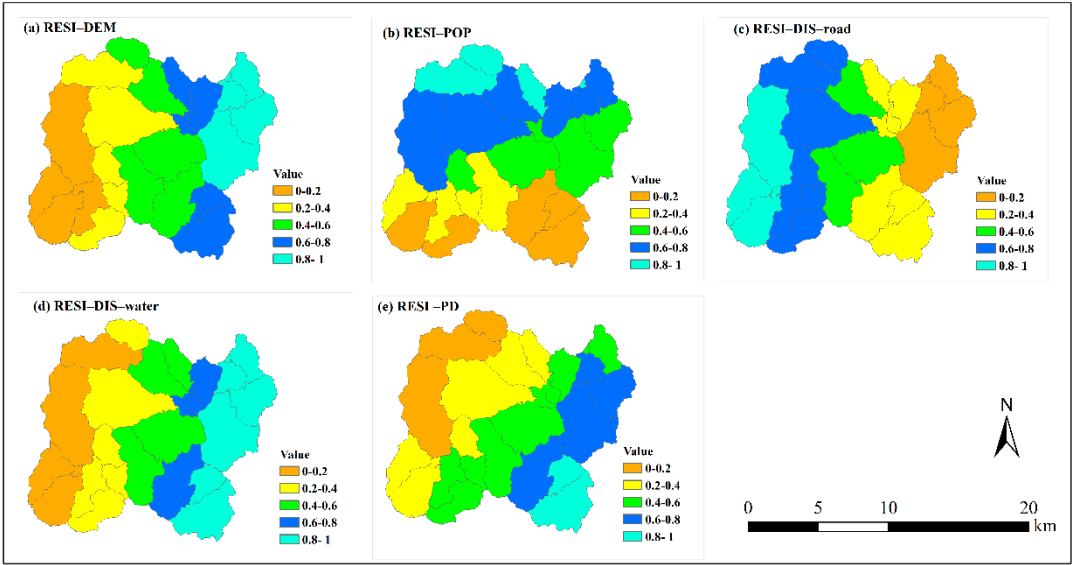 (a) RESI–DEM
Value
0-0.2
0.2-0.4
0.4-0.6
0.6-0.8
0.8- 1
(b) RESI–POP
Value
0-0.2
0.2-0.4
0.4-0.6
0.6-0.8
0.8- 1
(c) RESI–DIS–road
Value
0-0.2
0.2-0.4
0.4-0.6
0.6-0.8
0.8- 1
(d) RESI–DIS–water
Value
0-0.2
0.2-0.4
0.4-0.6
0.6-0.8
0.8- 1
(e) RESI –PD
Value
0-0.2
0.2-0.4
0.4-0.6
0.6-0.8
0.8- 1
N
0 5 10 20
km